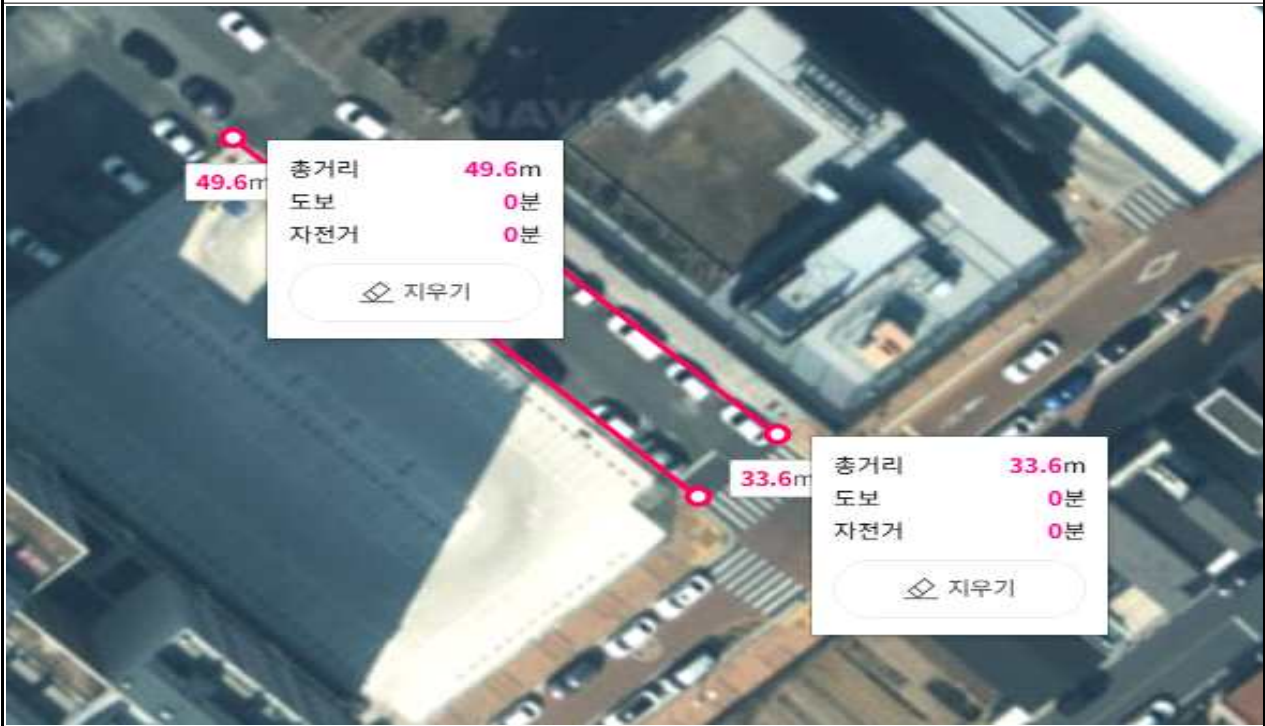 NAVE
49.6m
총거리 49.6m
도보 0분
자전거 0분
지우기
33.6m
총거리 33.6m
도보 0분
자전거 0분
지우기